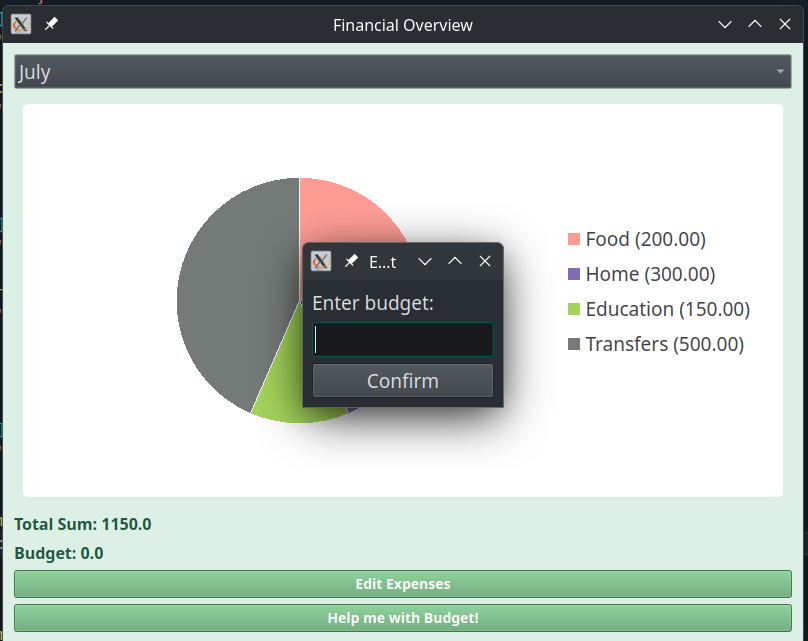 Financial Overview
July
Food (200.00)
Home (300.00)
Education (150.00)
Transfers (500.00)
E...t
Enter budget:
Confirm
Total Sum: 1150.0
Budget: 0.0
Edit Expenses
Help me with Budget!